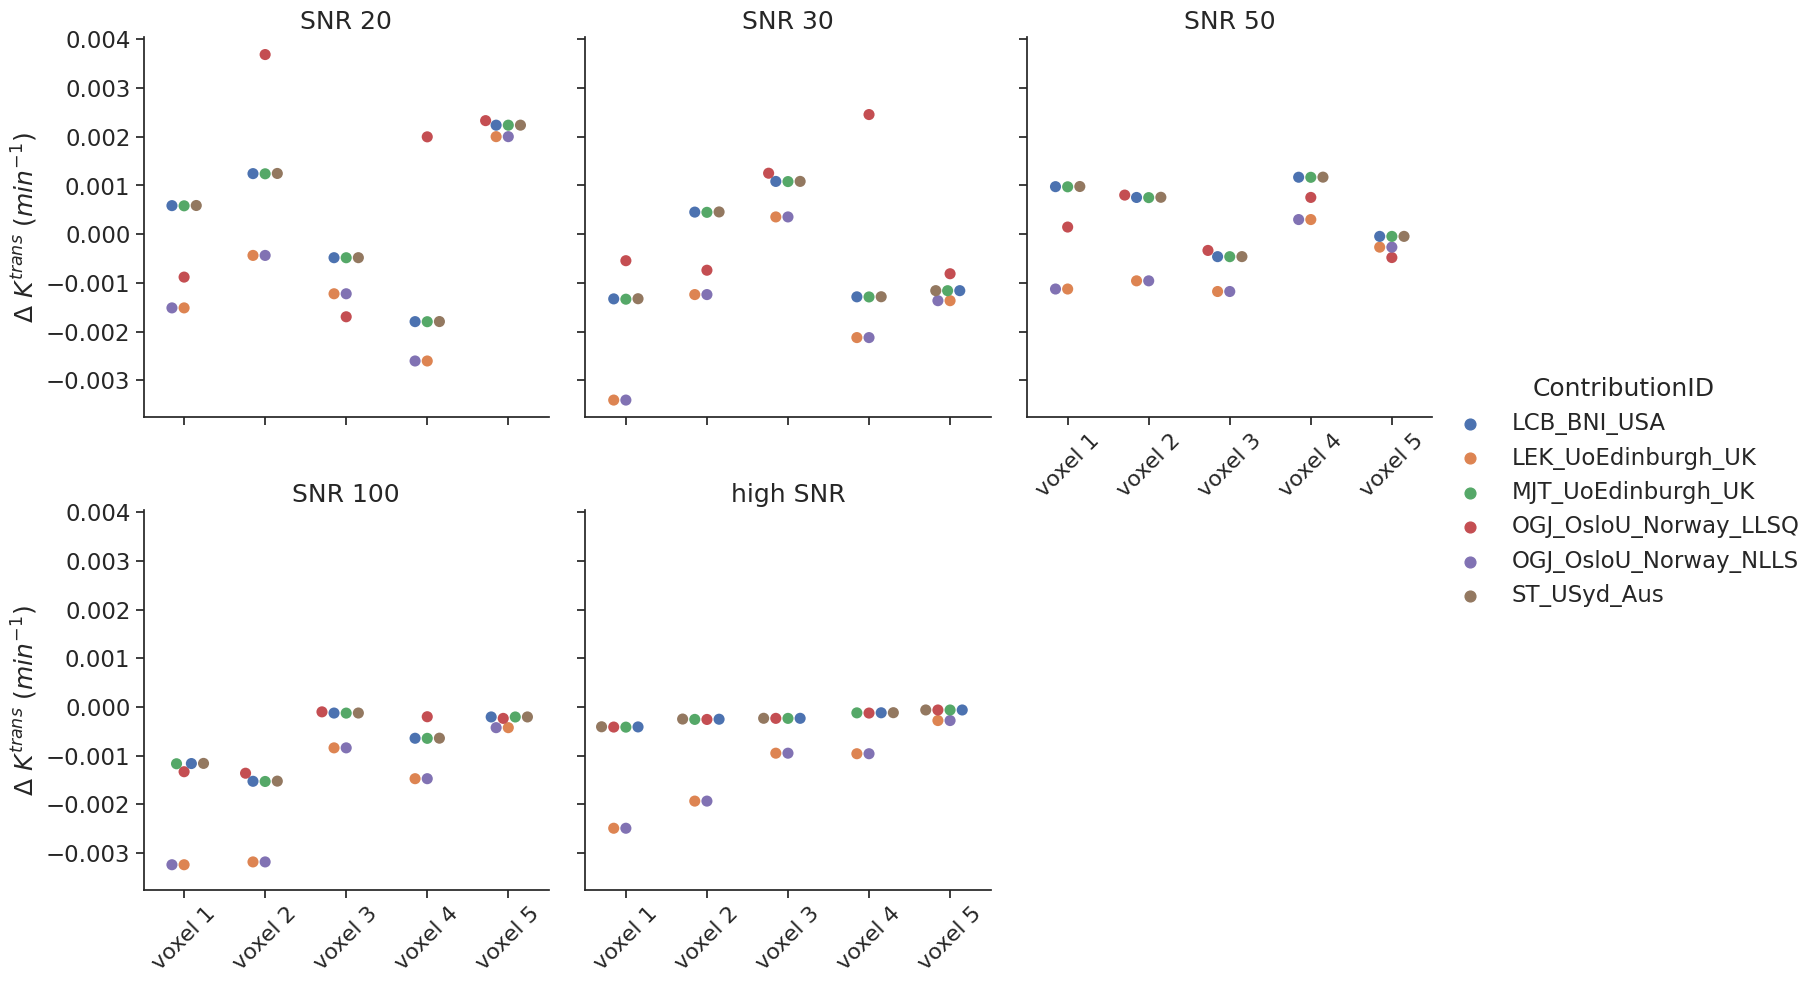 SNR 20
SNR 30
SNR 50
Δ K^trans (min^−1)
0.004
0.003
0.002
0.001
0.000
−0.001
−0.002
−0.003
voxel 1
voxel 2
voxel 3
voxel 4
voxel 5
ContributionID
LCB_BNI_USA
LEK_UoEdinburgh_UK
MJT_UoEdinburgh_UK
OGJ_OsloU_Norway_LLSQ
OGJ_OsloU_Norway_NLLS
ST_USyd_Aus
SNR 100
high SNR
Δ K^trans (min^−1)
0.004
0.003
0.002
0.001
0.000
−0.001
−0.002
−0.003
voxel 1
voxel 2
voxel 3
voxel 4
voxel 5
voxel 1
voxel 2
voxel 3
voxel 4
voxel 5